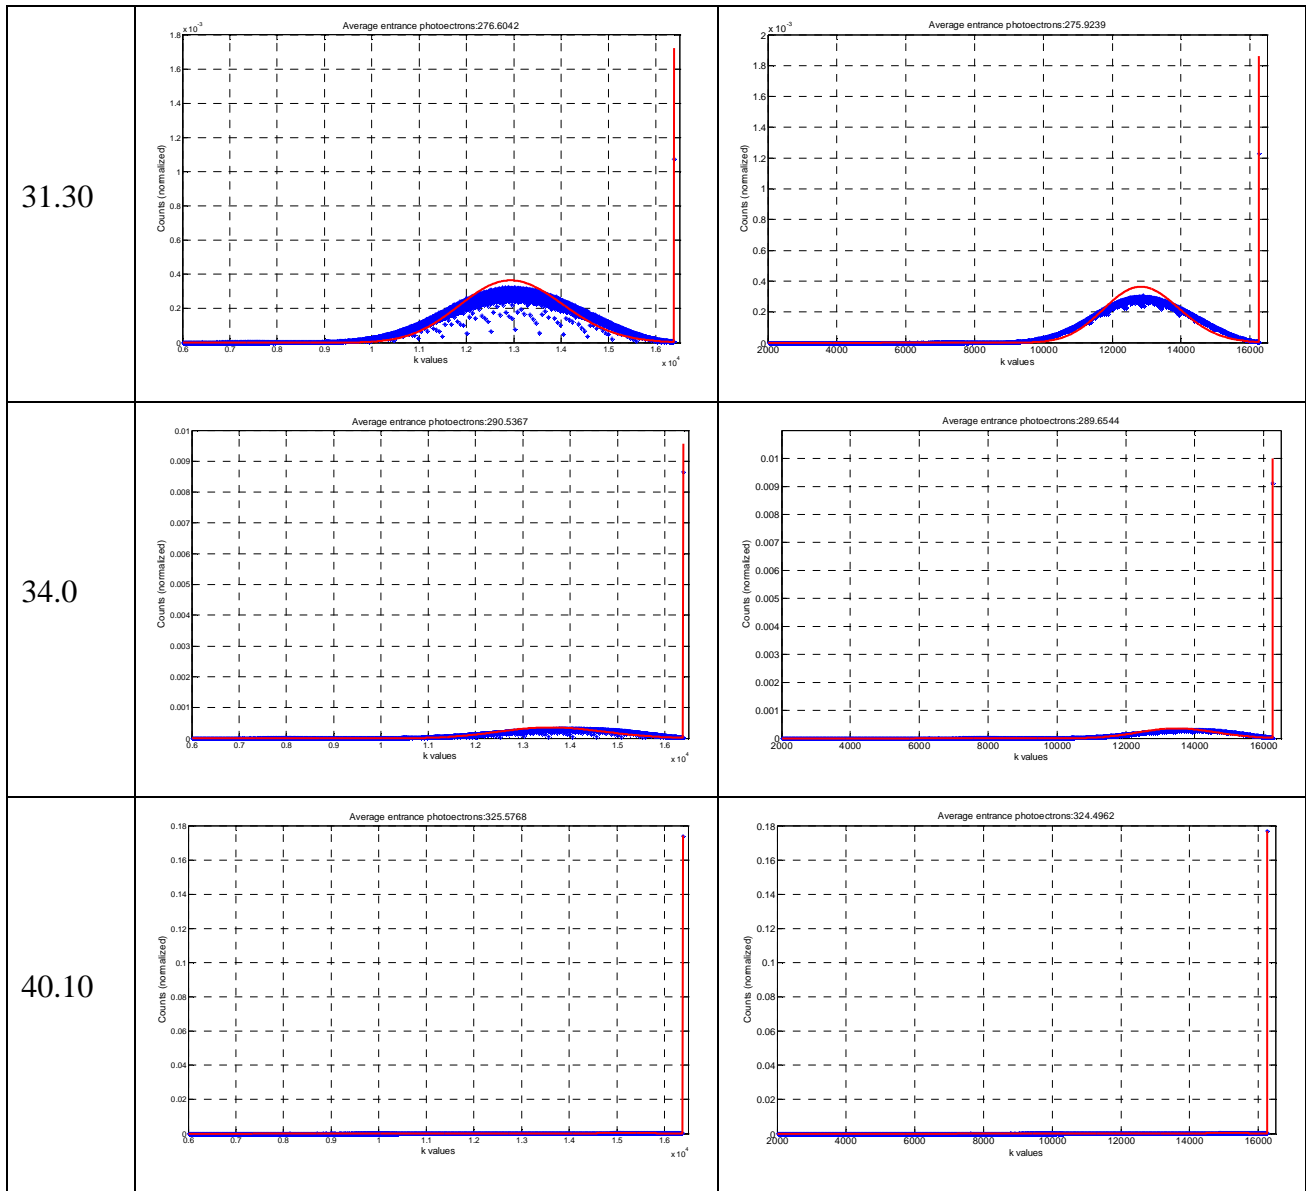 31.30
Average entrance photoectrons:276.6042
x 10-3
1.8
1.6
1.4
1.2
1
0.8
0.6
0.4
0.2
0
Counts (normalized)
0.6 0.7 0.8 0.9 1 1.1 1.2 1.3 1.4 1.5 1.6
k values
x 10 4
Average entrance photoectrons:275.9239
x 10-3
2
1.8
1.6
1.4
1.2
1
0.8
0.6
0.4
0.2
0
Counts (normalized)
2000 4000 6000 8000 10000 12000 14000 16000
k values
34.0
Average entrance photoectrons:290.5367
0.01
0.009
0.008
0.007
0.006
0.005
0.004
0.003
0.002
0.001
0
Counts (normalized)
0.6 0.7 0.8 0.9 1 1.1 1.2 1.3 1.4 1.5 1.6
k values
x 10 4
Average entrance photoectrons:289.6544
0.01
0.009
0.008
0.007
0.006
0.005
0.004
0.003
0.002
0.001
0
Counts (normalized)
2000 4000 6000 8000 10000 12000 14000 16000
k values
40.10
Average entrance photoectrons:325.5768
0.18
0.16
0.14
0.12
0.1
0.08
0.06
0.04
0.02
0
Counts (normalized)
0.6 0.7 0.8 0.9 1 1.1 1.2 1.3 1.4 1.5 1.6
k values
x 10 4
Average entrance photoectrons:324.4962
0.18
0.16
0.14
0.12
0.1
0.08
0.06
0.04
0.02
0
Counts (normalized)
2000 4000 6000 8000 10000 12000 14000 16000
k values